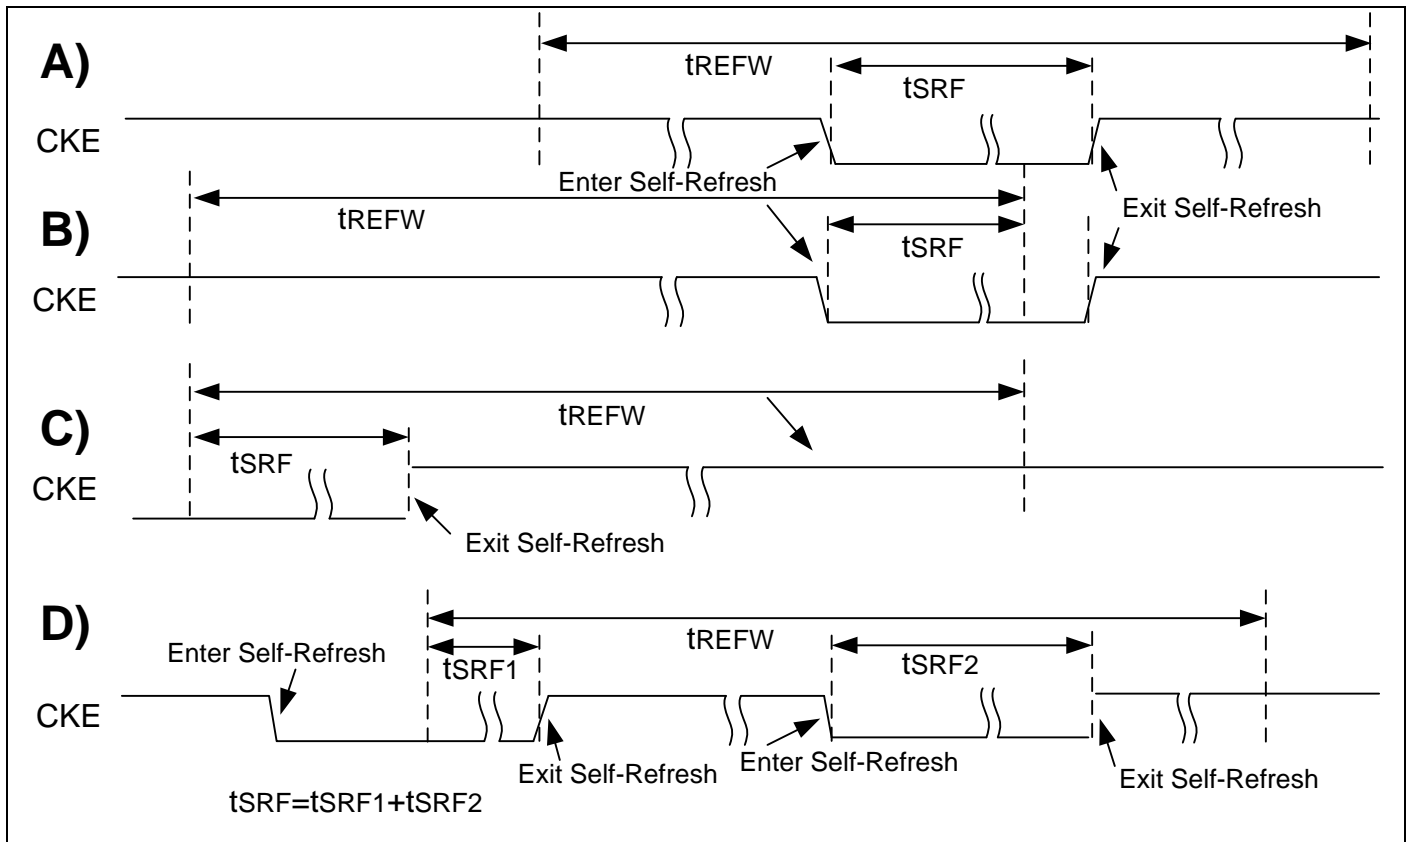 A)
tREFW
tSRF
CKE
Enter Self-Refresh
Exit Self-Refresh
B)
tREFW
tSRF
CKE
C)
tREFW
tSRF
CKE
Exit Self-Refresh
D)
tREFW
Enter Self-Refresh
tSRF1
tSRF2
CKE
Exit Self-Refresh
Enter Self-Refresh
Exit Self-Refresh
tSRF=tSRF1+tSRF2